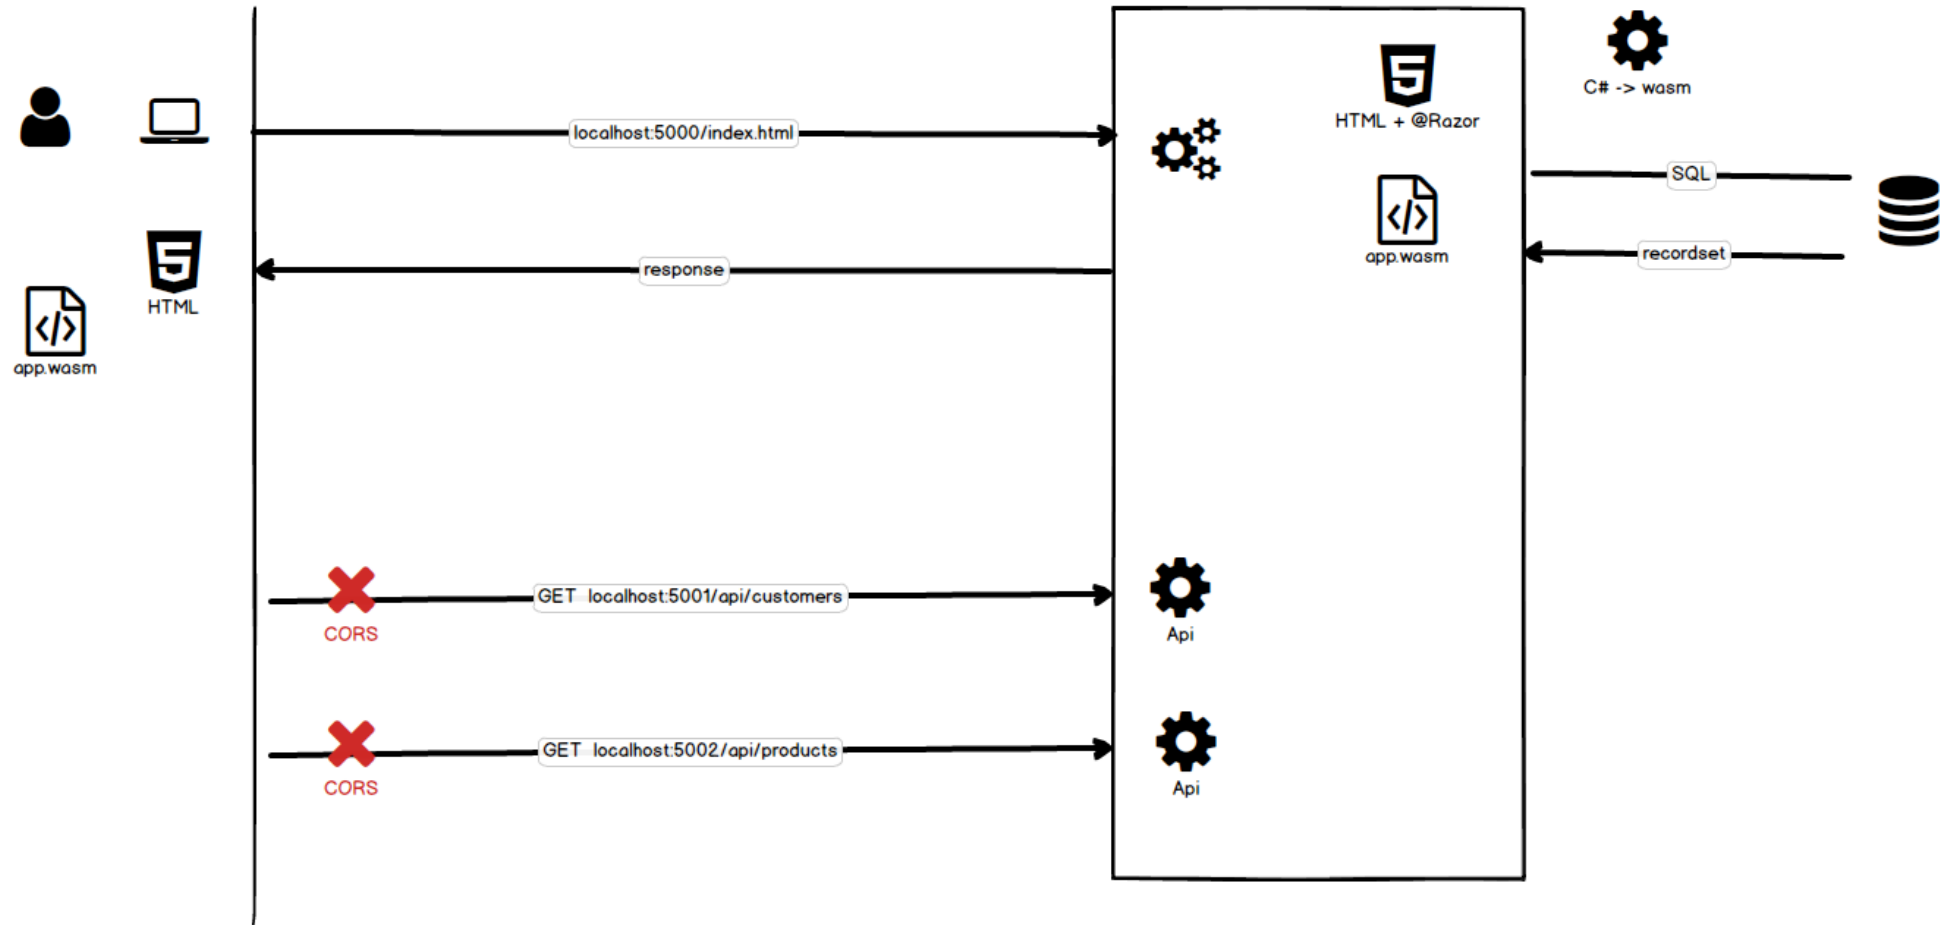 C# -> wasm
HTML + @Razor
localhost:5000/index.html
SQL
app.wasm
recordset
response
HTML
app.wasm
GET localhost:5001/api/customers
CORS
Api
GET localhost:5002/api/products
CORS
Api